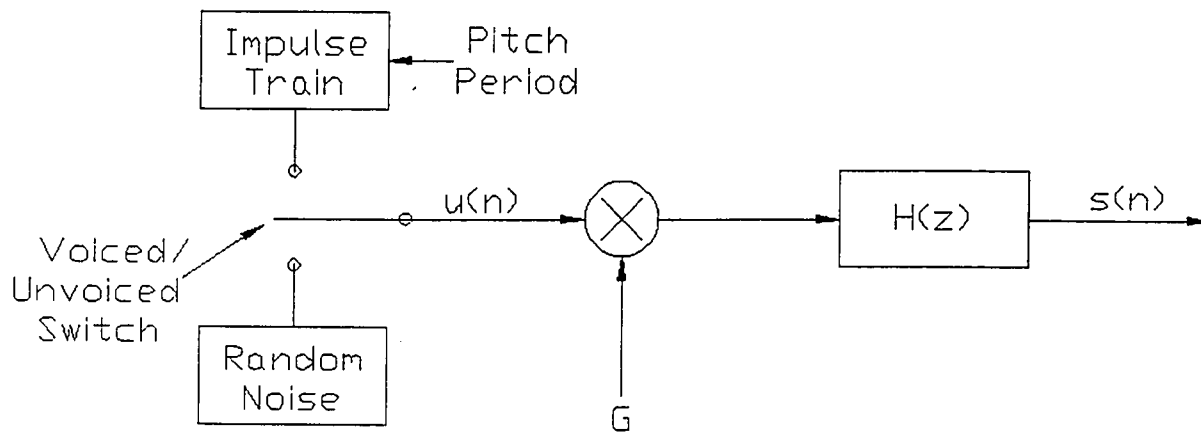 Impulse
Train
Pitch
Period
u(n)
H(z)
s(n)
Voiced/
Unvoiced
Switch
Random
Noise
G